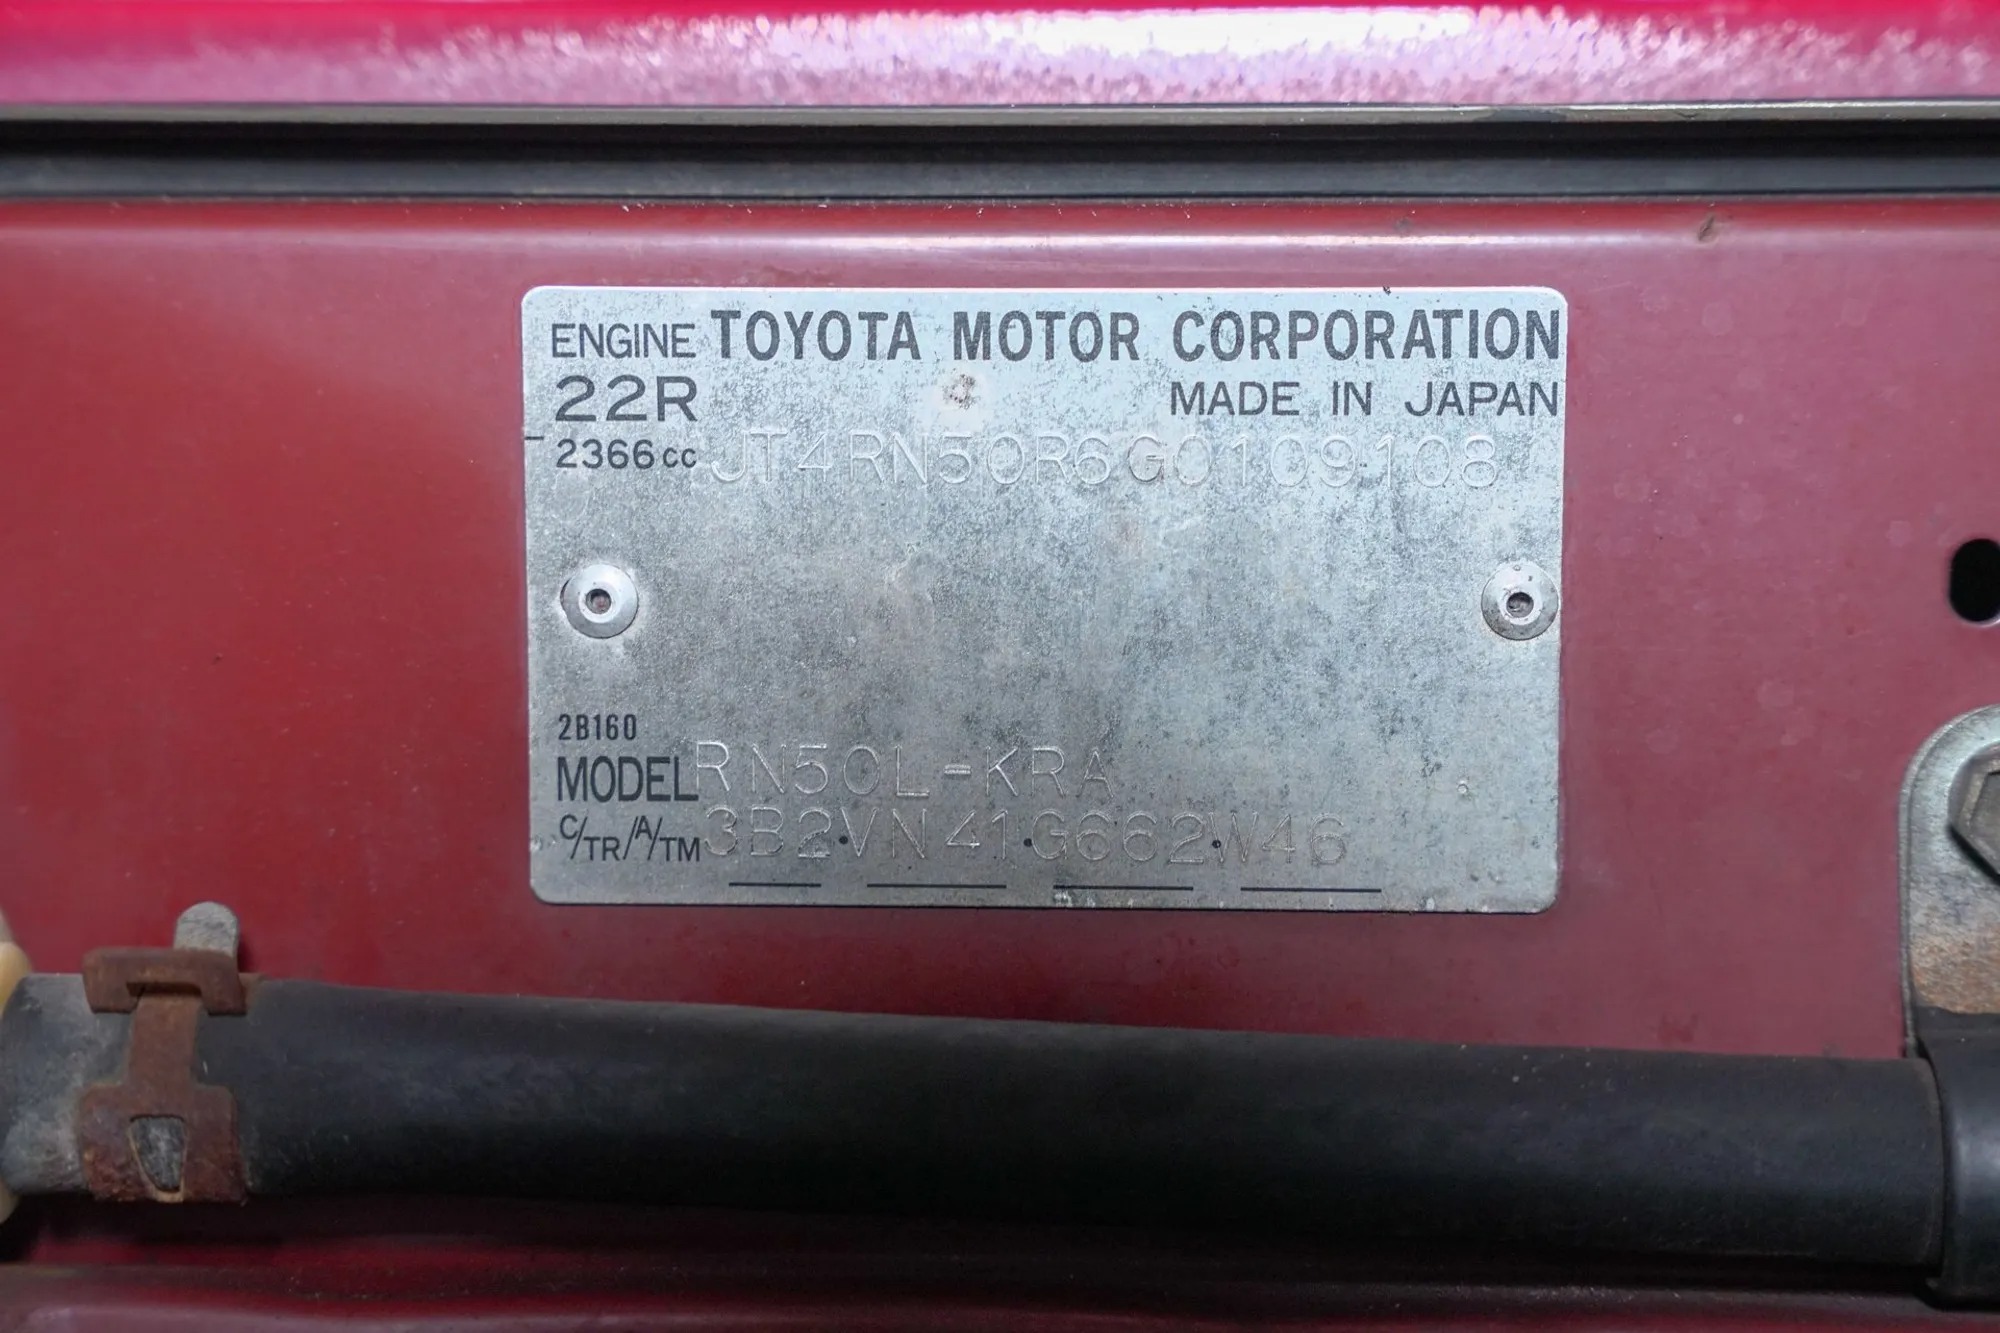 ENGINE TOYOTA MOTOR CORPORATION
22R MADE IN JAPAN
2366cc JT4RN50R6G0109108
2B160
MODEL RN50L-KRA
C/TR/A/TM 3B2·VN41·G662·W46